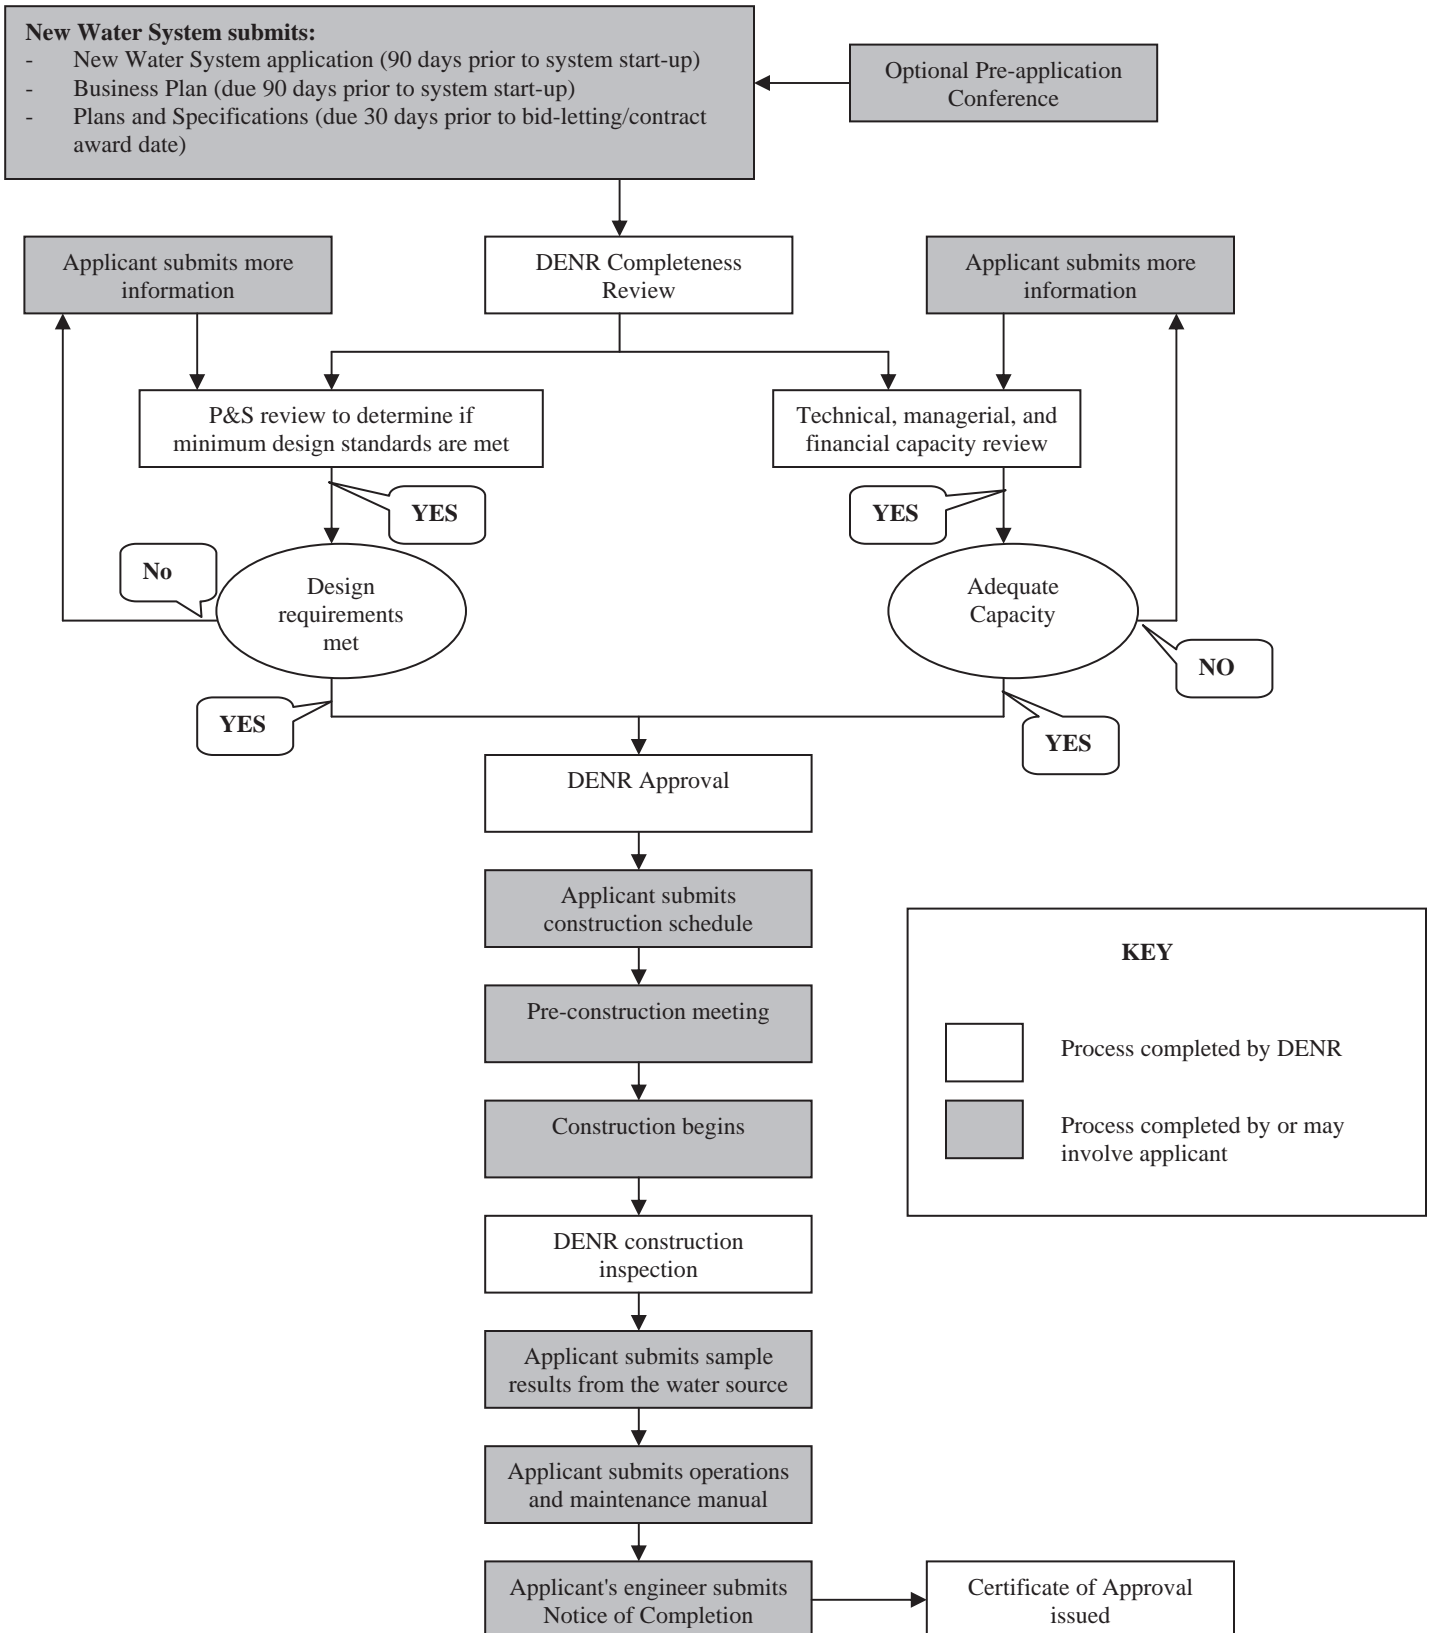 New Water System submits:
- New Water System application (90 days prior to system start-up)
- Business Plan (due 90 days prior to system start-up)
- Plans and Specifications (due 30 days prior to bid-letting/contract
award date)
Optional Pre-application
Conference
Applicant submits more
information
DENR Completeness
Review
Applicant submits more
information
P&S review to determine if
minimum design standards are met
Technical, managerial, and
financial capacity review
YES
YES
No
Design
requirements
met
Adequate
Capacity
NO
YES
YES
DENR Approval
Applicant submits
construction schedule
Pre-construction meeting
Construction begins
DENR construction
inspection
Applicant submits sample
results from the water source
Applicant submits operations
and maintenance manual
Applicant's engineer submits
Notice of Completion
Certificate of Approval
issued
KEY
Process completed by DENR
Process completed by or may
involve applicant